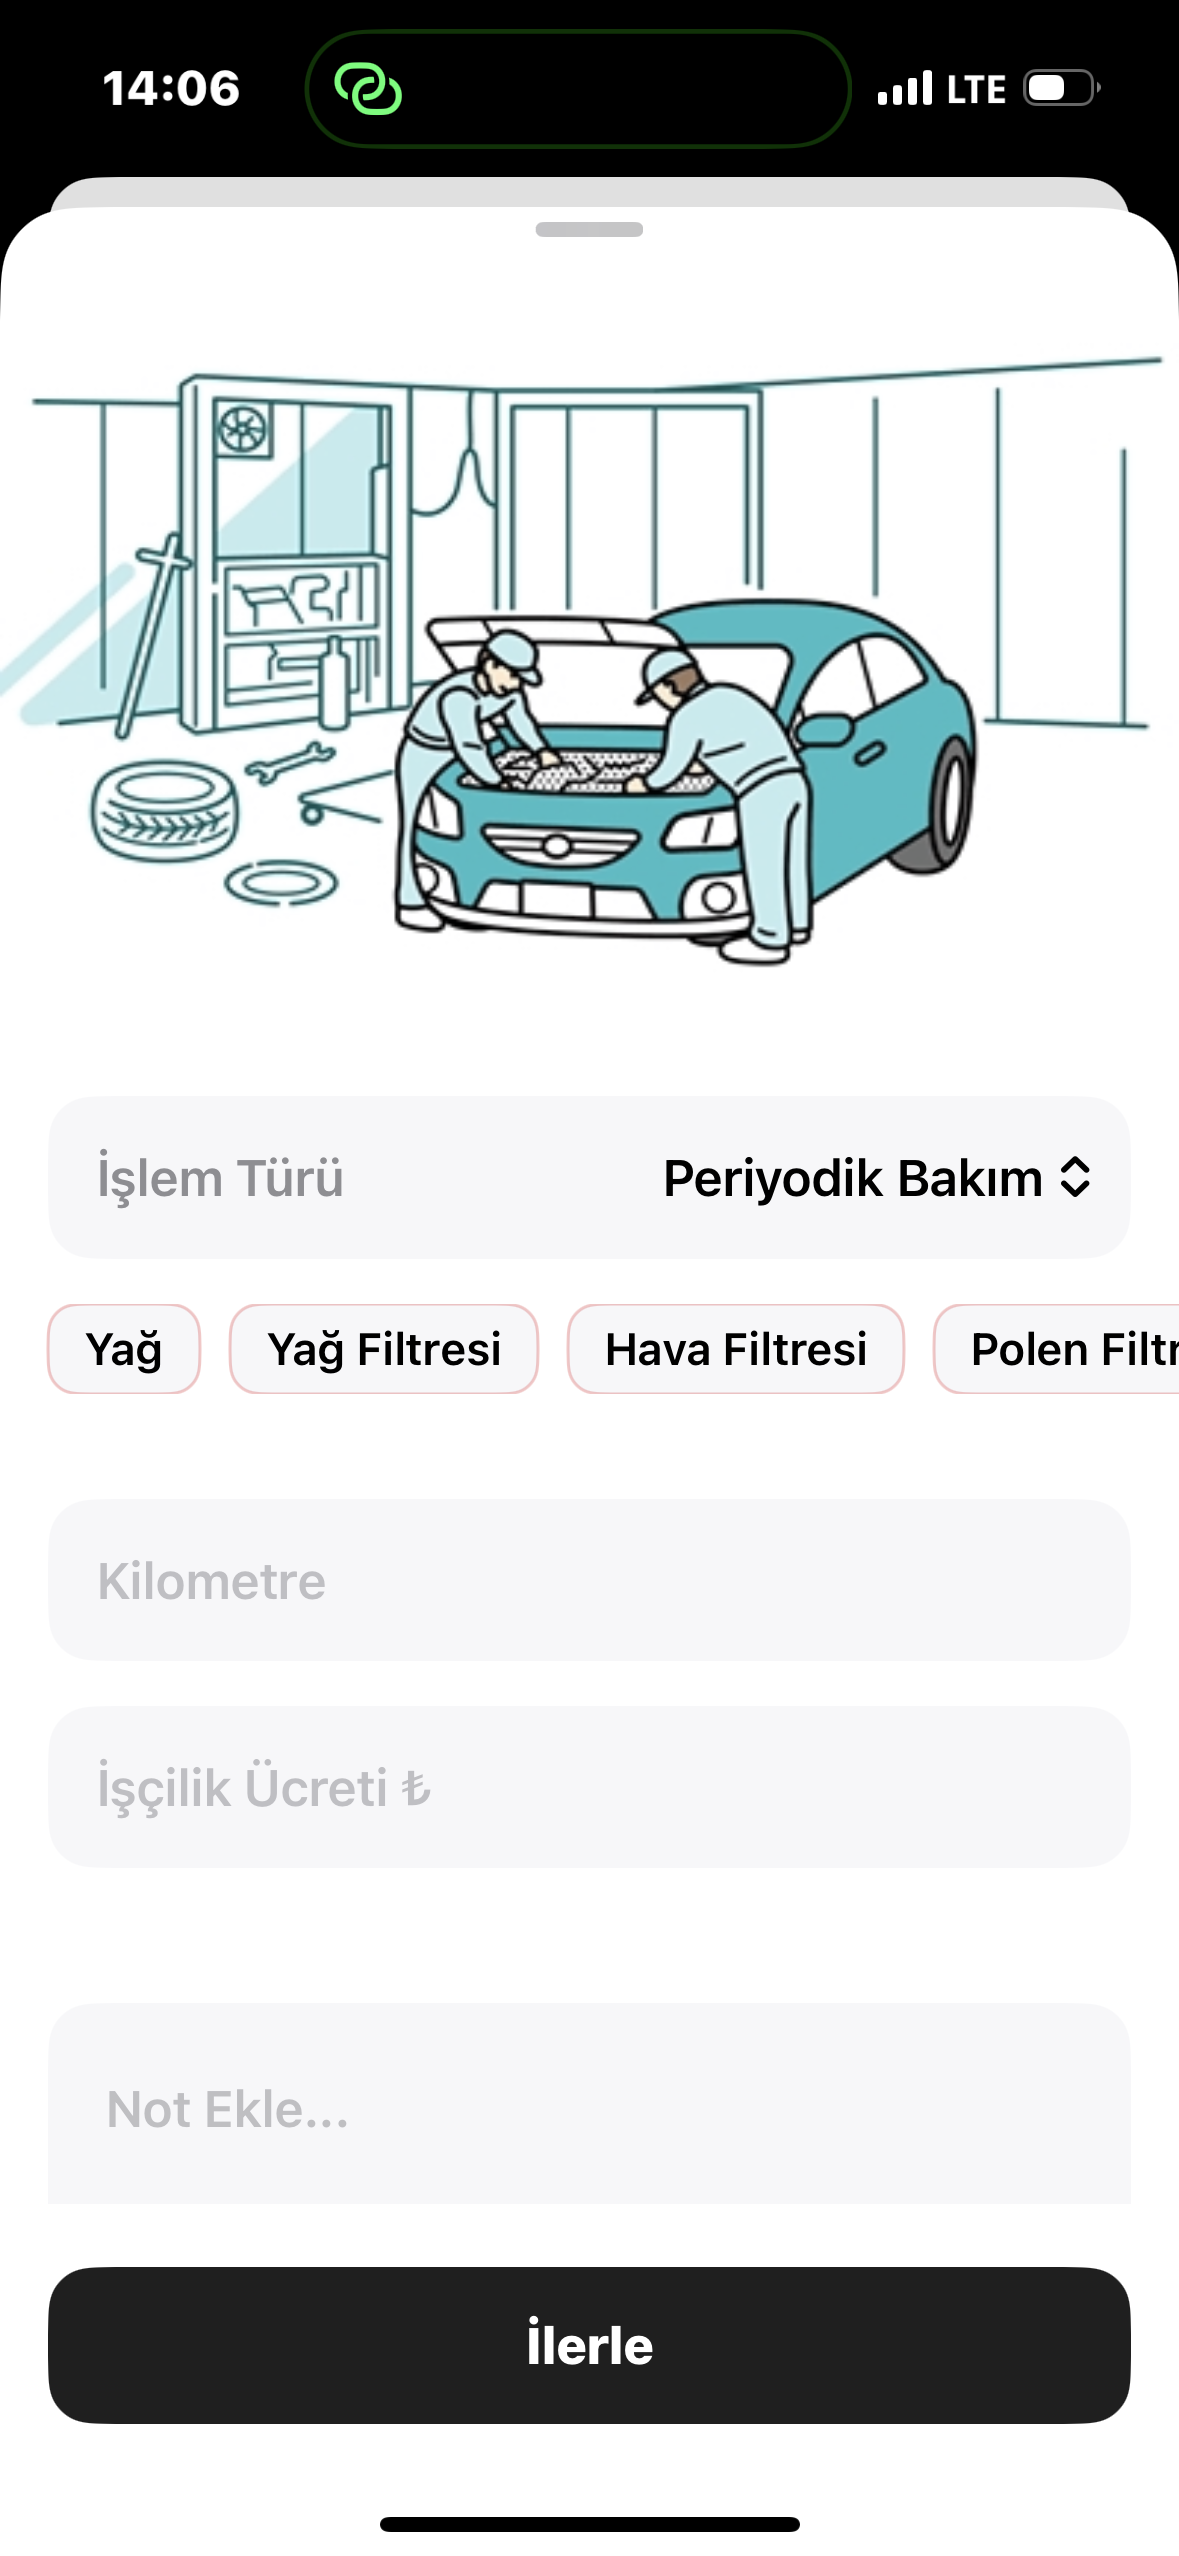 14:06 LTE
İşlem Türü Periyodik Bakım
Yağ Yağ Filtresi Hava Filtresi Polen Filtr
Kilometre
İşçilik Ücreti ₺
Not Ekle...
İlerle